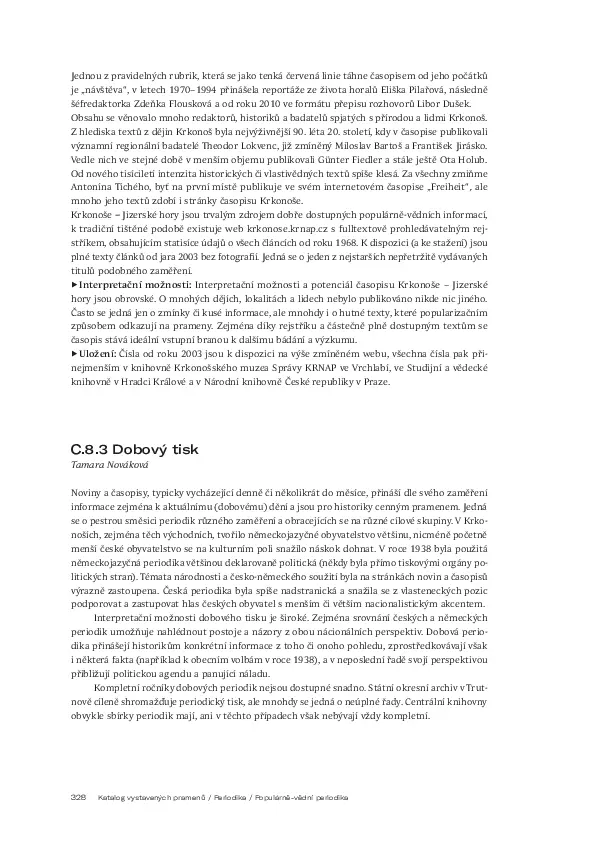 Jednou z pravidelných rubrik, která se jako tenká červená linie táhne časopisem od jeho počátků
je „návštěva“, v letech 1970–1994 přinášela reportáže ze života horalů Eliška Pilařová, následně
šéfredaktorka Zdeňka Flousková a od roku 2010 ve formátu přepisu rozhovorů Libor Dušek.
Obsahu se věnovalo mnoho redaktorů, historiků a badatelů spjatých s přírodou a lidmi Krkonoš.
Z hlediska textů z dějin Krkonoš byla nejvýživnější 90. léta 20. století, kdy v časopise publikovali
významní regionální badatelé Theodor Lokvenc, již zmíněný Miloslav Bartoš a František Jirásko.
Vedle nich ve stejné době v menším objemu publikovali Günter Fiedler a stále ještě Ota Holub.
Od nového tisíciletí intenzita historických či vlastivědných textů spíše klesá. Za všechny zmiňme
Antonína Tichého, byť na první místě publikuje ve svém internetovém časopise „Freiheit“, ale
mnoho jeho textů zdobí i stránky časopisu Krkonoše.
Krkonoše – Jizerské hory jsou trvalým zdrojem dobře dostupných populárně-vědních informací,
k tradiční tištěné podobě existuje web krkonose.krnap.cz s fulltextově prohledávatelným rej-
stříkem, obsahujícím statisíce údajů o všech článcích od roku 1968. K dispozici (a ke stažení) jsou
plné texty článků od jara 2003 bez fotografií. Jedná se o jeden z nejstarších nepřetržitě vydávaných
titulů podobného zaměření.
▶ Interpretační možnosti: Interpretační možnosti a potenciál časopisu Krkonoše – Jizerské
hory jsou obrovské. O mnohých dějích, lokalitách a lidech nebylo publikováno nikde nic jiného.
Často se jedná jen o zmínky či kusé informace, ale mnohdy i o hutné texty, které popularizačním
způsobem odkazují na prameny. Zejména díky rejstříku a částečně plně dostupným textům se
časopis stává ideální vstupní branou k dalšímu bádání a výzkumu.
▶ Uložení: Čísla od roku 2003 jsou k dispozici na výše zmíněném webu, všechna čísla pak při-
nejmenším v knihovně Krkonošského muzea Správy KRNAP ve Vrchlabí, ve Studijní a vědecké
knihovně v Hradci Králové a v Národní knihovně České republiky v Praze.
C.8.3 Dobový tisk
Tamara Nováková
Noviny a časopisy, typicky vycházející denně či několikrát do měsíce, přináší dle svého zaměření
informace zejména k aktuálnímu (dobovému) dění a jsou pro historiky cenným pramenem. Jedná
se o pestrou směsici periodik různého zaměření a obracejících se na různé cílové skupiny. V Krko-
noších, zejména těch východních, tvořilo německojazyčné obyvatelstvo většinu, nicméně početně
menší české obyvatelstvo se na kulturním poli snažilo náskok dohnat. V roce 1938 byla použitá
německojazyčná periodika většinou deklarovaně politická (někdy byla přímo tiskovými orgány po-
litických stran). Témata národnosti a česko-německého soužití byla na stránkách novin a časopisů
výrazně zastoupena. Česká periodika byla spíše nadstranická a snažila se z vlasteneckých pozic
podporovat a zastupovat hlas českých obyvatel s menším či větším nacionalistickým akcentem.
Interpretační možnosti dobového tisku je široké. Zejména srovnání českých a německých
periodik umožňuje nahlédnout postoje a názory z obou nácionálních perspektiv. Dobová perio-
dika přinášejí historikům konkrétní informace z toho či onoho pohledu, zprostředkovávají však
i některá fakta (například k obecním volbám v roce 1938), a v neposlední řadě svojí perspektivou
přibližují politickou agendu a panující náladu.
Kompletní ročníky dobových periodik nejsou dostupné snadno. Státní okresní archiv v Trut-
nově cíleně shromažďuje periodický tisk, ale mnohdy se jedná o neúplné řady. Centrální knihovny
obvykle sbírky periodik mají, ani v těchto případech však nebývají vždy kompletní.
328 Katalog vystavených pramenů / Periodika / Populárně-vědní periodika